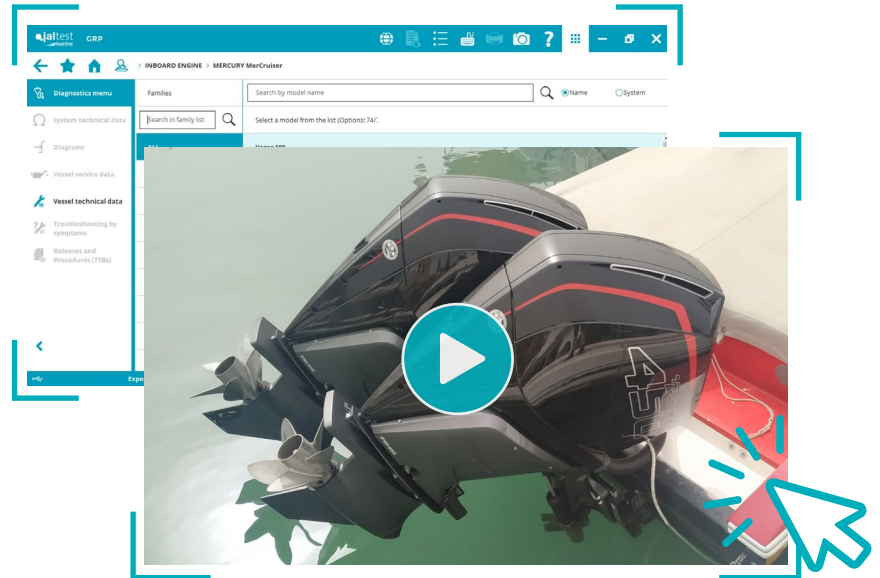 jaltest
marine
GRP
> INBOARD ENGINE > MERCURY MerCruiser
Diagnostics menu
Families
Search by model name
Name
System
System technical data
Search in family list
Select a model from the list (Options: 74/
Diagrams
Vessel service data
Vessel technical data
Troubleshooting by
symptoms
Releases and
Procedures (TSBs)
Expo
450